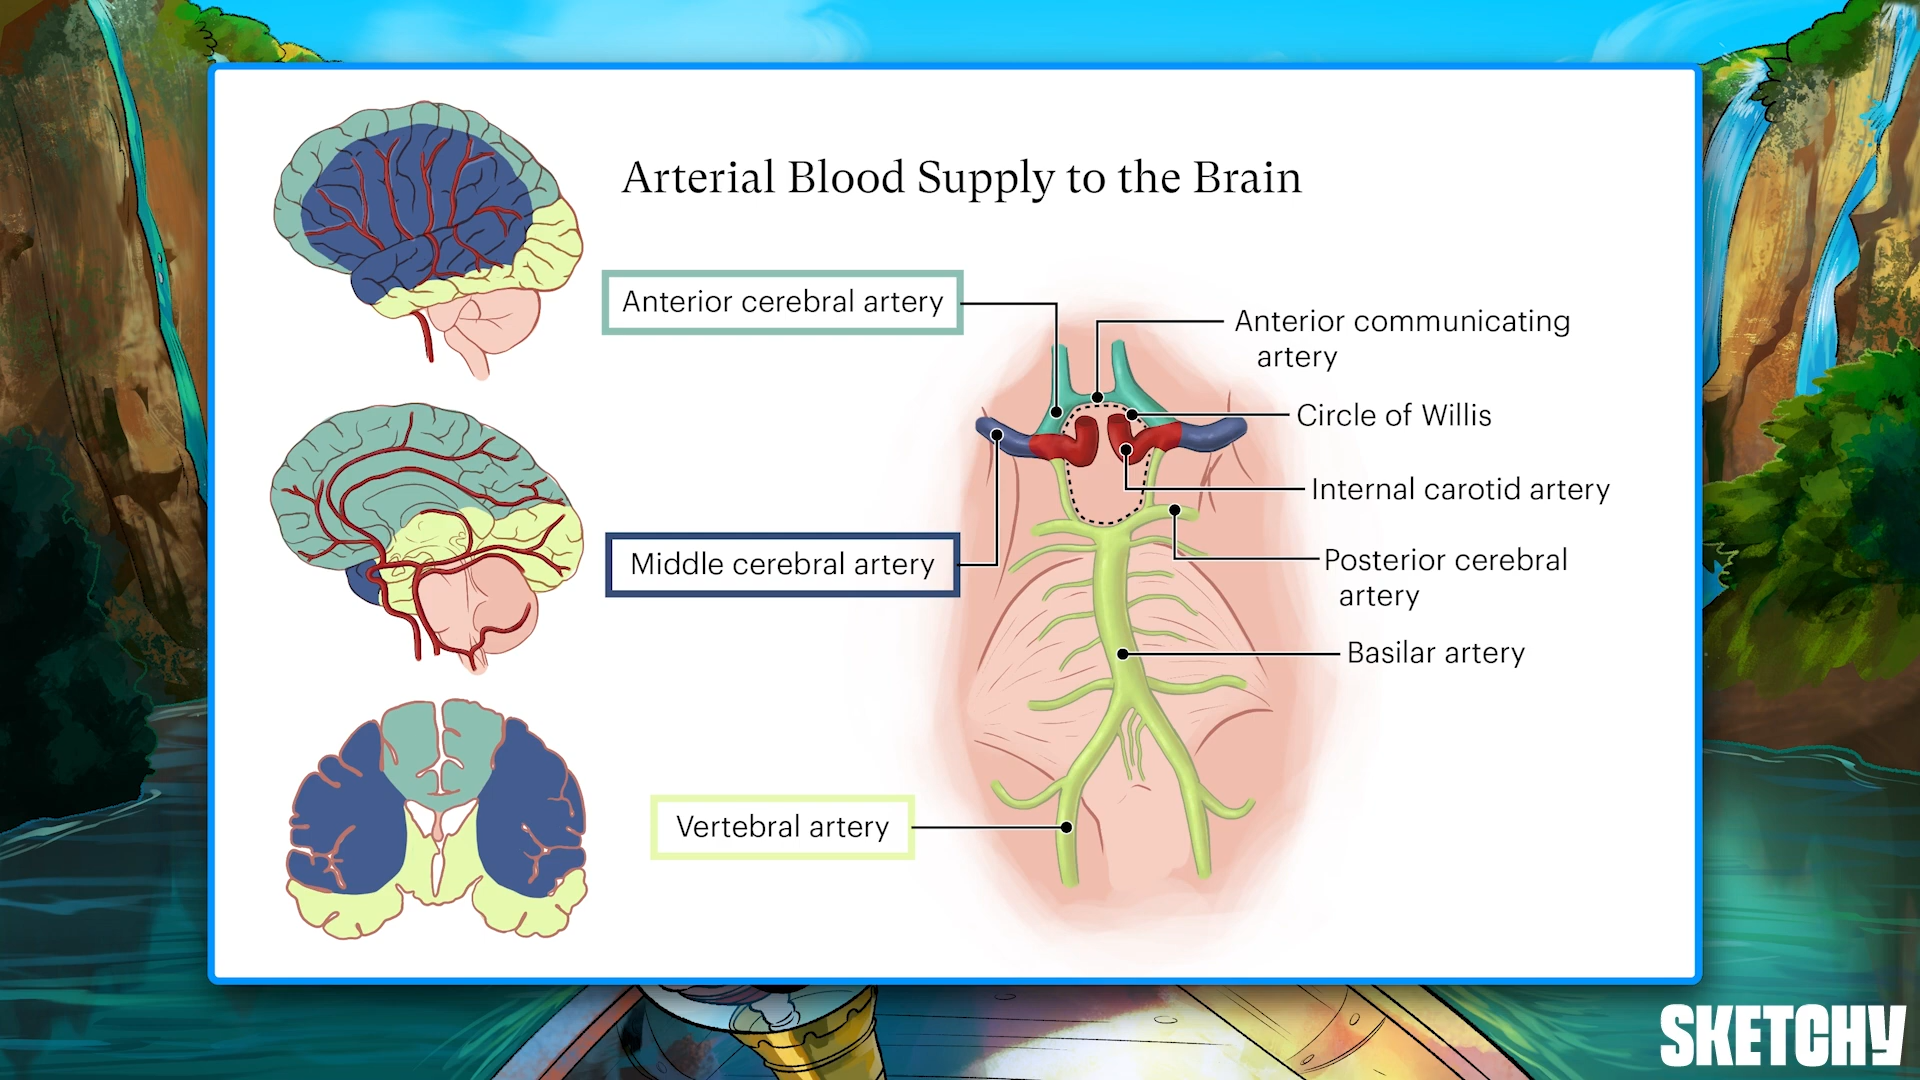 Arterial Blood Supply to the Brain
Anterior cerebral artery
Anterior communicating
artery
Circle of Willis
Internal carotid artery
Middle cerebral artery
Posterior cerebral
artery
Basilar artery
Vertebral artery
SKETCHY